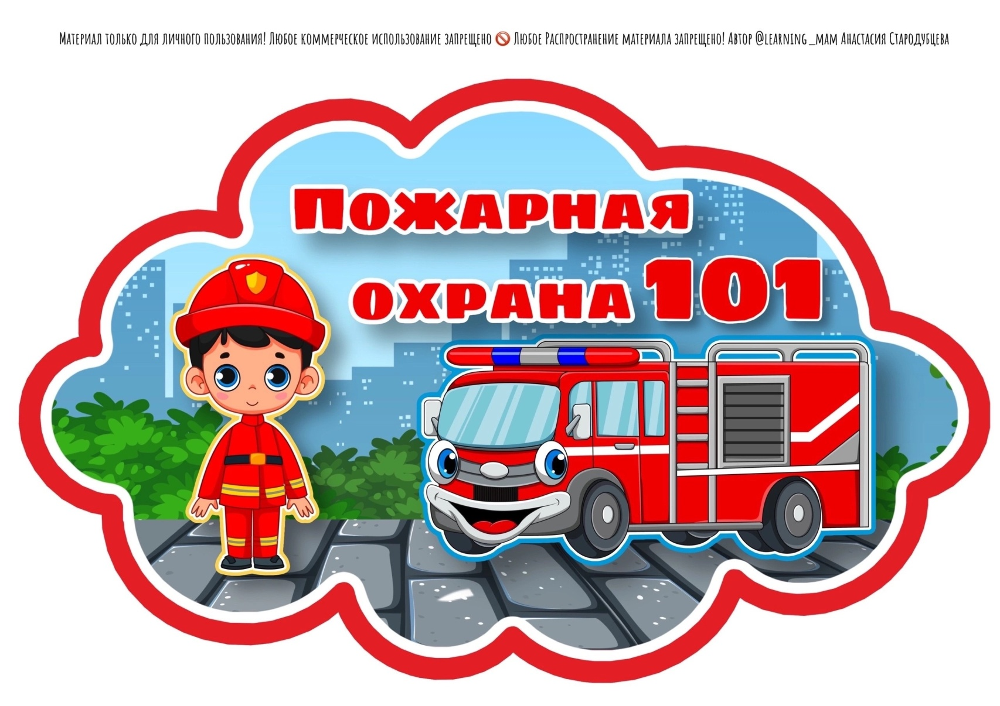 Материал только для личного пользования! Любое коммерческое использование запрещено 🚫 Любое Распространение материала запрещено! Автор @learning_mam Анастасия Стародубцева
Пожарная
охрана 101